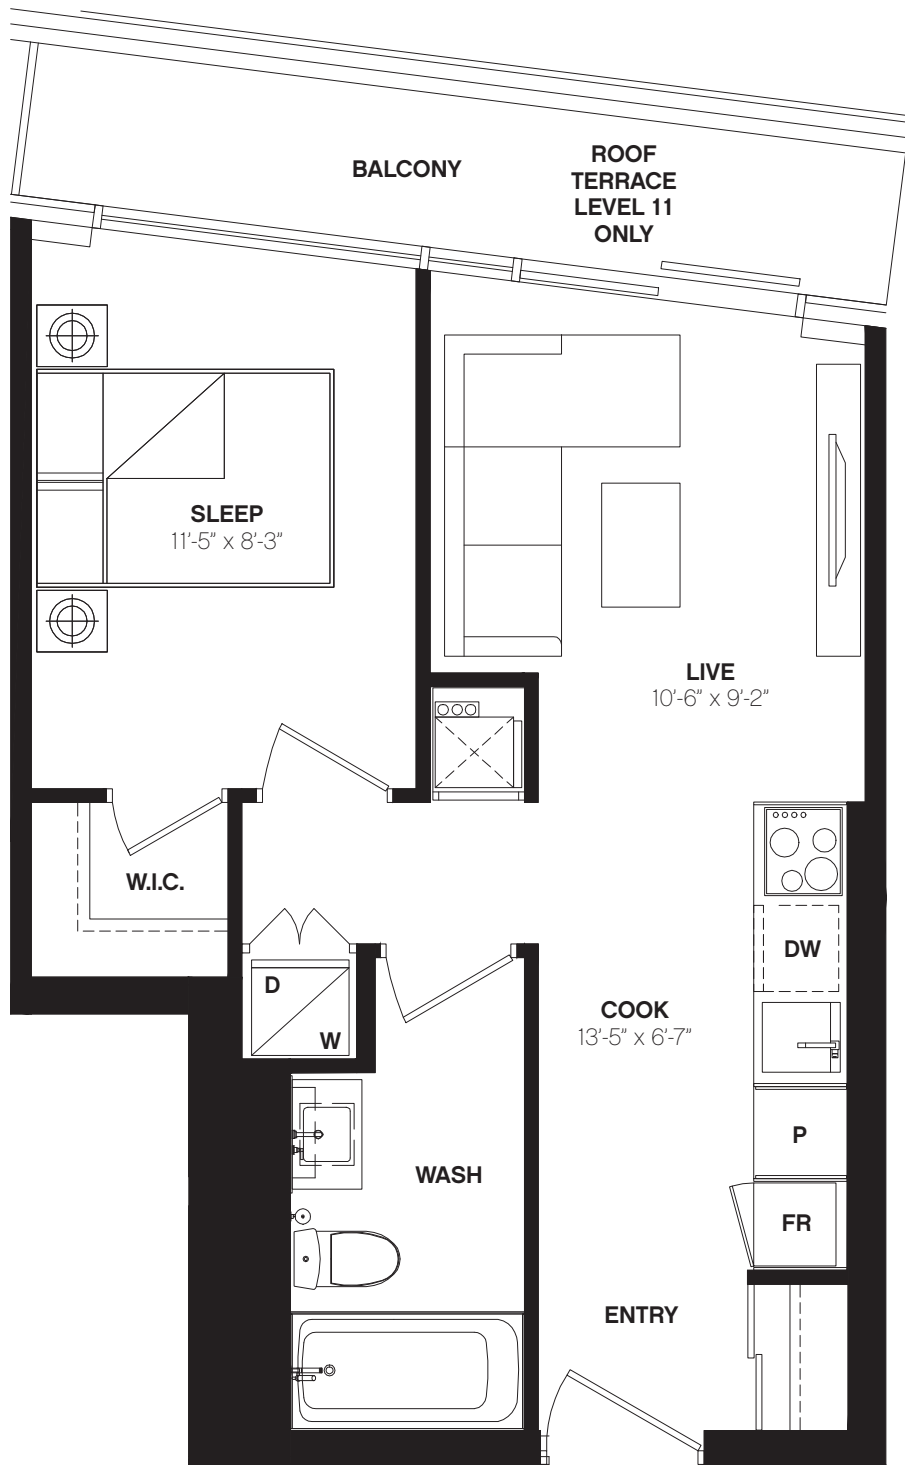 BALCONY
ROOF
TERRACE
LEVEL 11
ONLY
SLEEP
11'-5" x 8'-3"
LIVE
10'-6" x 9'-2"
W.I.C.
DW
D
W
COOK
13'-5" x 6'-7"
P
WASH
FR
ENTRY